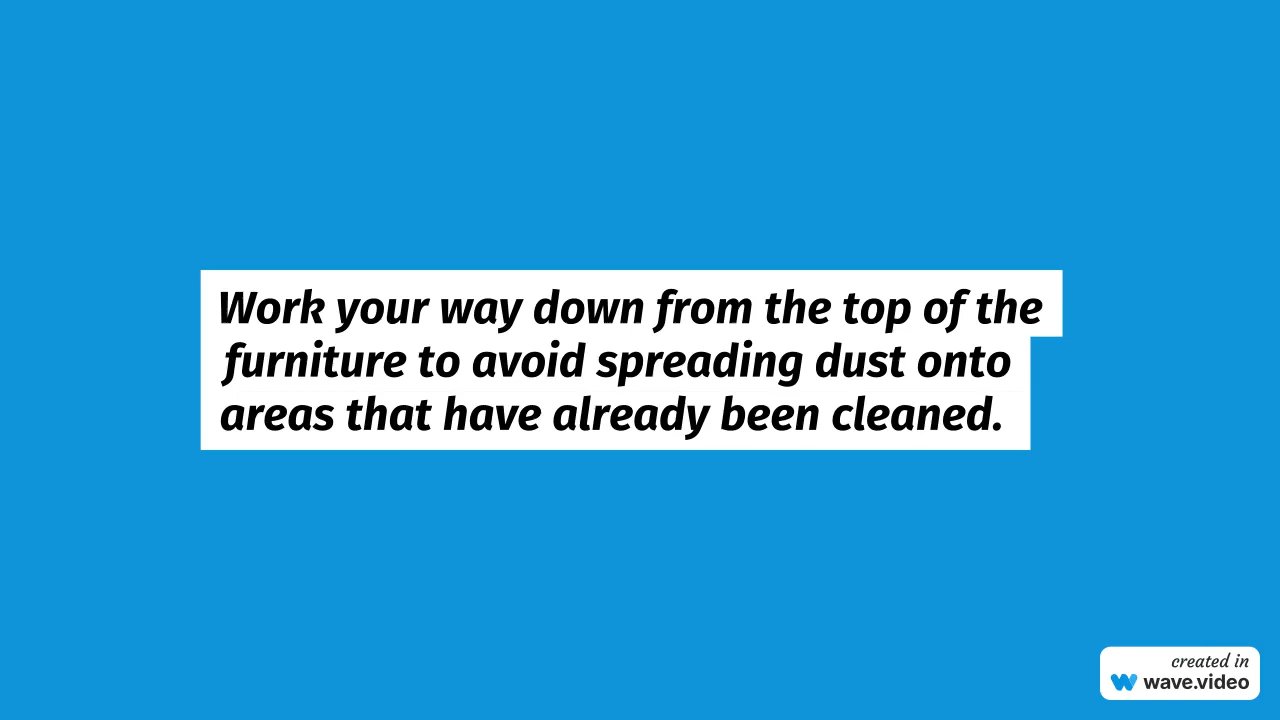 Work your way down from the top of the
furniture to avoid spreading dust onto
areas that have already been cleaned.
created in
wave.video